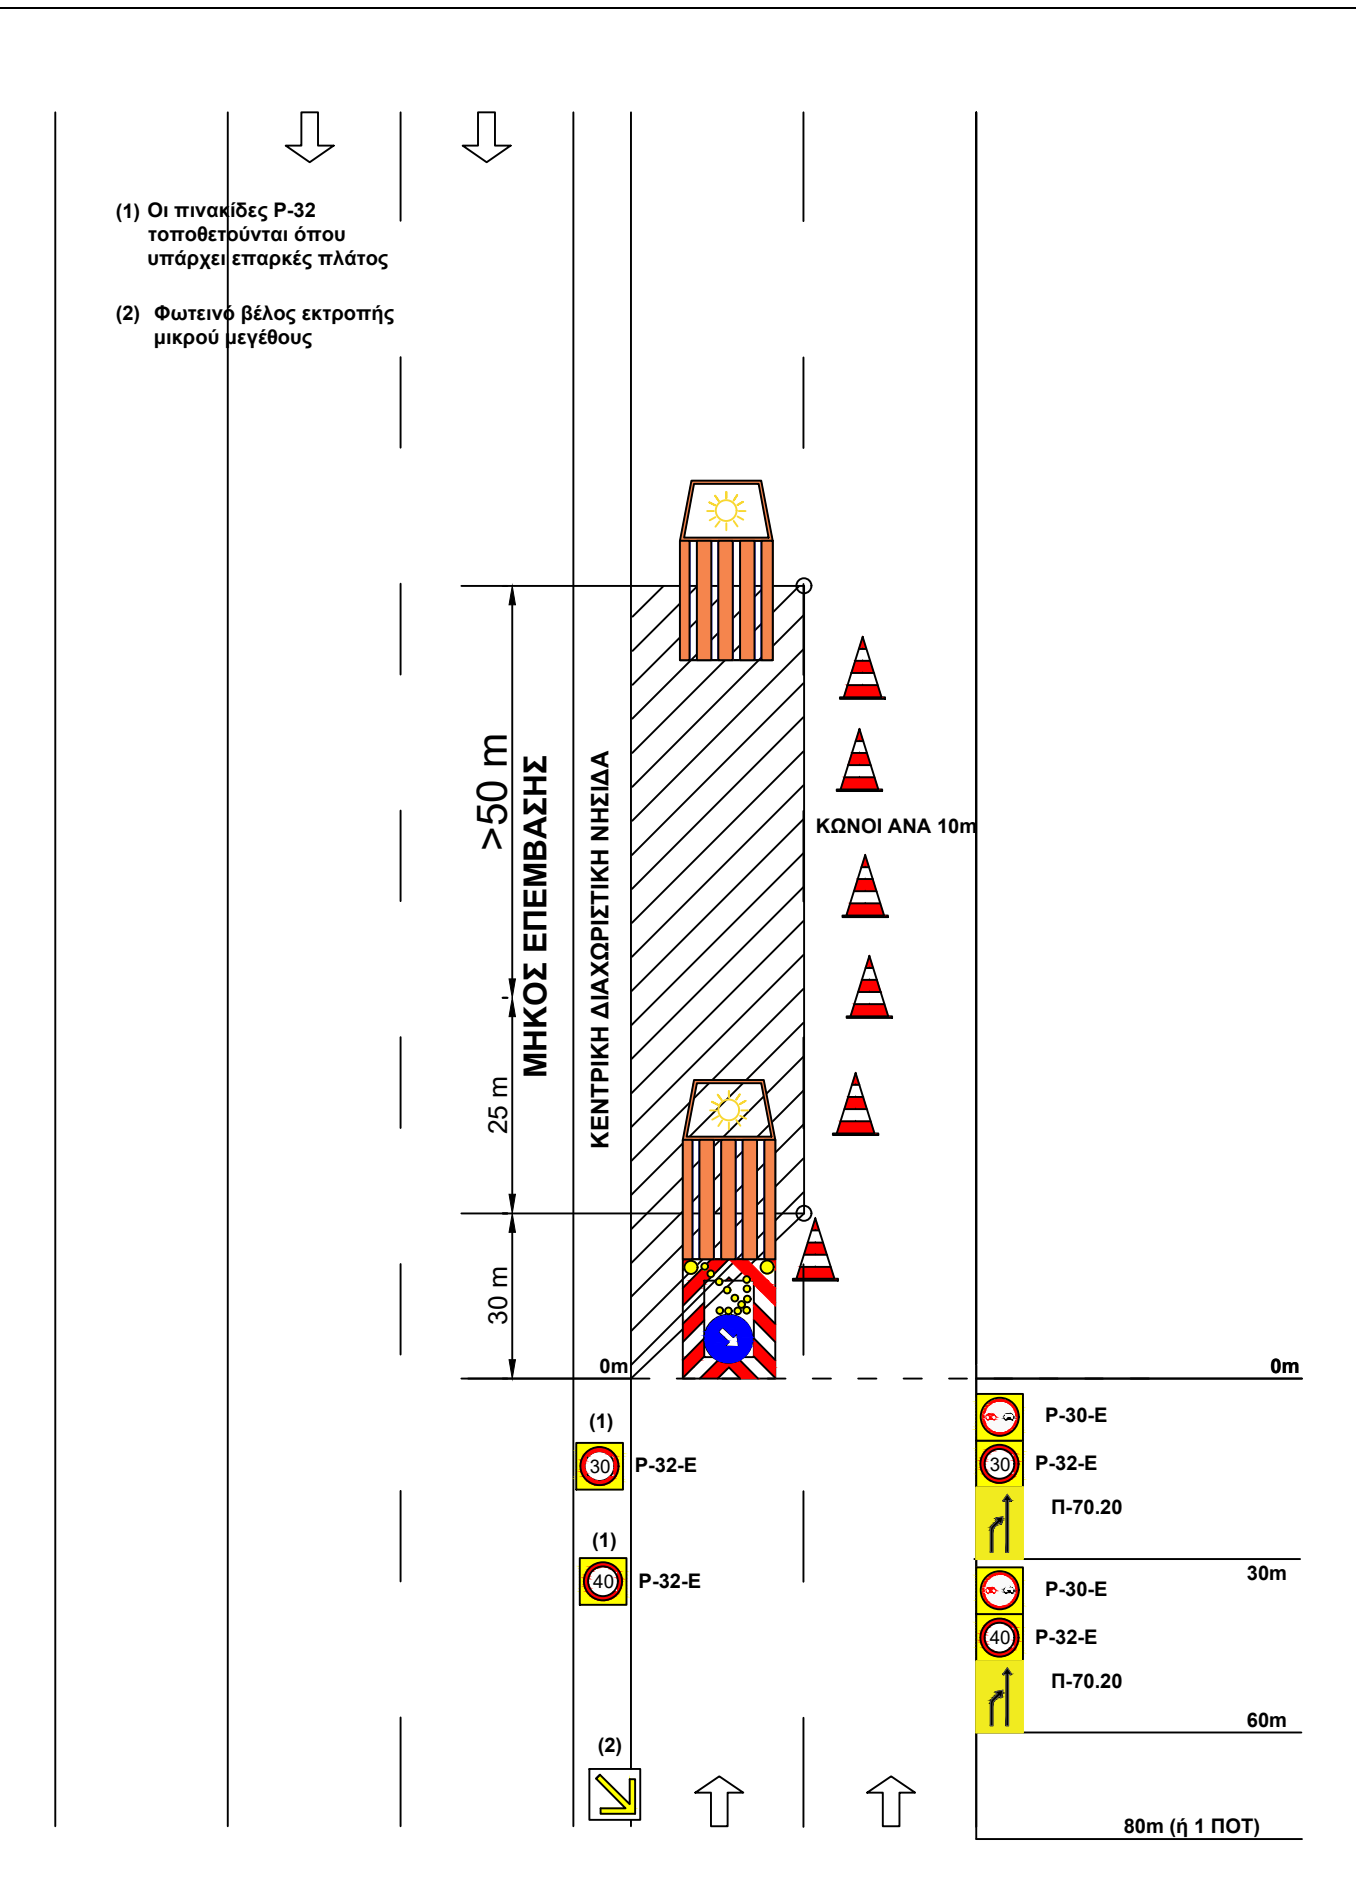 (1) Οι πινακίδες Ρ-32
τοποθετούνται όπου
υπάρχει επαρκές πλάτος
(2) Φωτεινό βέλος εκτροπής
μικρού μεγέθους
>50 m
ΜΗΚΟΣ ΕΠΕΜΒΑΣΗΣ
ΚΕΝΤΡΙΚΗ ΔΙΑΧΩΡΙΣΤΙΚΗ ΝΗΣΙΔΑ
ΚΩΝΟΙ ΑΝΑ 10m
25 m
30 m
0m
0m
(1)
30
Ρ-32-Ε
(1)
40
Ρ-32-Ε
(2)
Ρ-30-Ε
30
Ρ-32-Ε
Π-70.20
30m
Ρ-30-Ε
40
Ρ-32-Ε
Π-70.20
60m
80m (ή 1 ΠΟΤ)